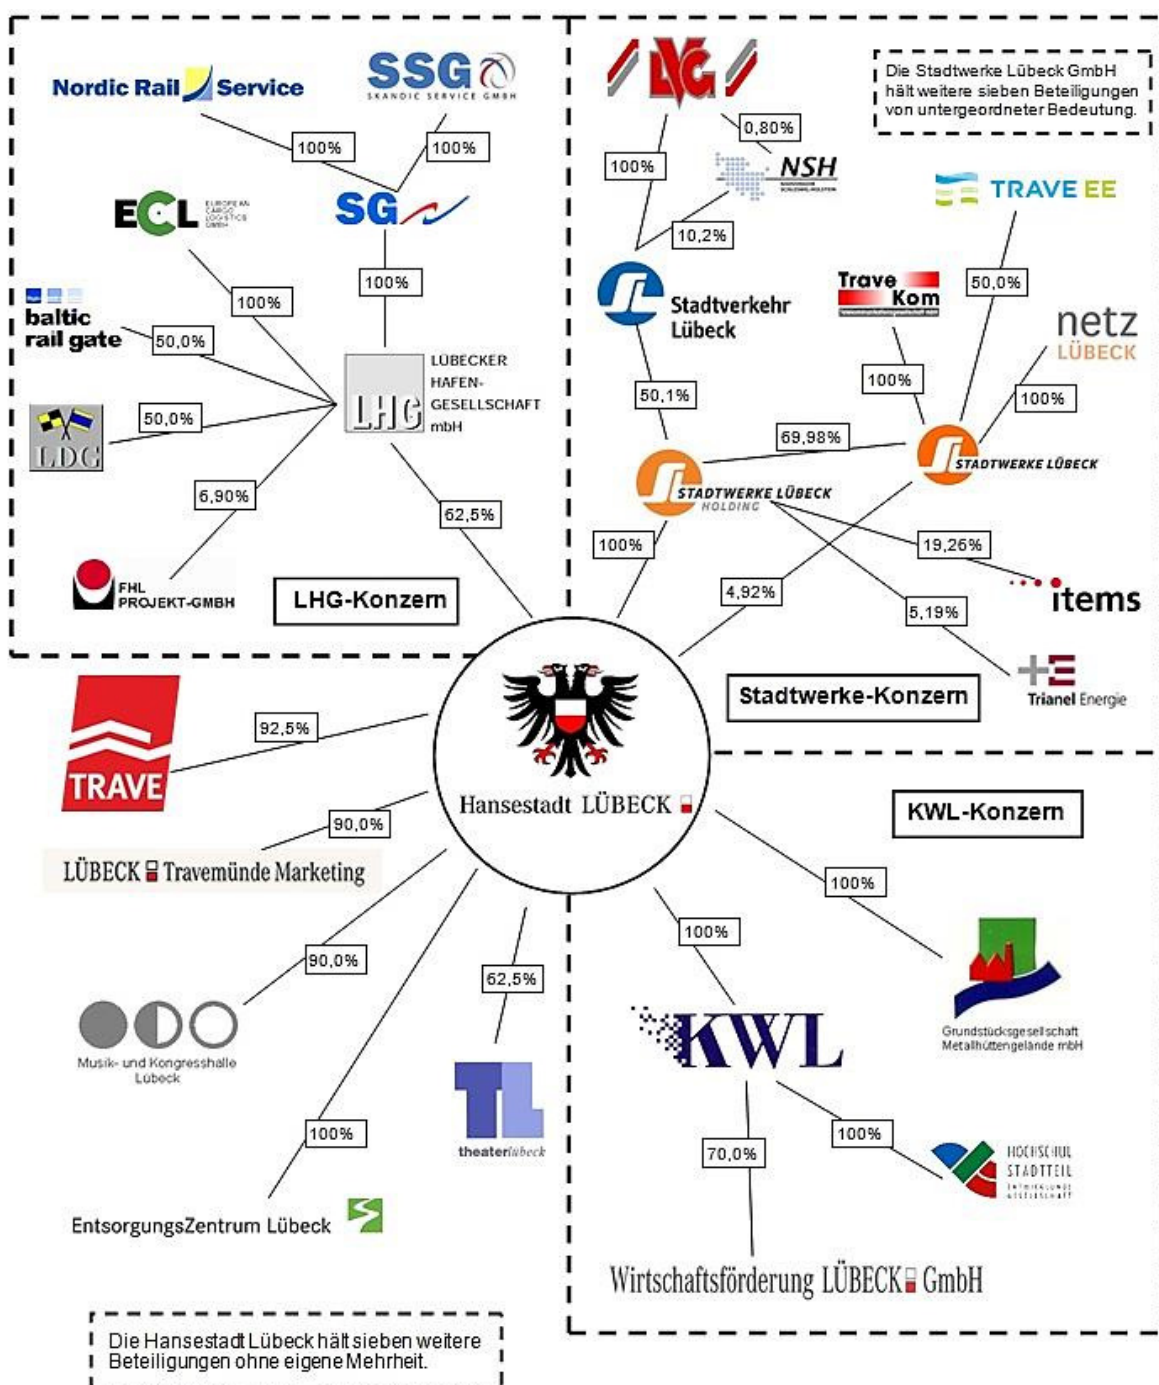 Nordic Rail Service
SSG
SKANDIC SERVICE GMBH
100%
100%
ECL
EUROPEAN
CARGO
LOGISTICS
GMBH
SG
100%
100%
baltic
rail gate
50,0%
LHG
LÜBECKER
HAFEN-
GESELLSCHAFT
mbH
LDG
50,0%
6,90%
62,5%
FHL
PROJEKT-GMBH
LHG-Konzern
LVG
0,80%
100%
NSH
10,2%
Die Stadtwerke Lübeck GmbH
hält weitere sieben Beteiligungen
von untergeordneter Bedeutung.
TRAVE EE
Stadtverkehr
Lübeck
Trave
Kom
50,0%
netz
LÜBECK
50,1%
100%
100%
69,98%
STADTWERKE LÜBECK
STADTWERKE LÜBECK
HOLDING
100%
19,26%
4,92%
5,19%
items
Trianel Energie
Stadtwerke-Konzern
Hansestadt LÜBECK
TRAVE
92,5%
90,0%
LÜBECK Travemünde Marketing
90,0%
Musik- und Kongresshalle
Lübeck
62,5%
TL
theaterlübeck
100%
EntsorgungsZentrum Lübeck
KWL-Konzern
100%
100%
Grundstücksgesellschaft
Metallhüttengelände mbH
KWL
70,0%
100%
HOCHSCHUL
STADTTEIL
ENTWICKLUNGS
GESELLSCHAFT
Wirtschaftsförderung LÜBECK GmbH
Die Hansestadt Lübeck hält sieben weitere
Beteiligungen ohne eigene Mehrheit.